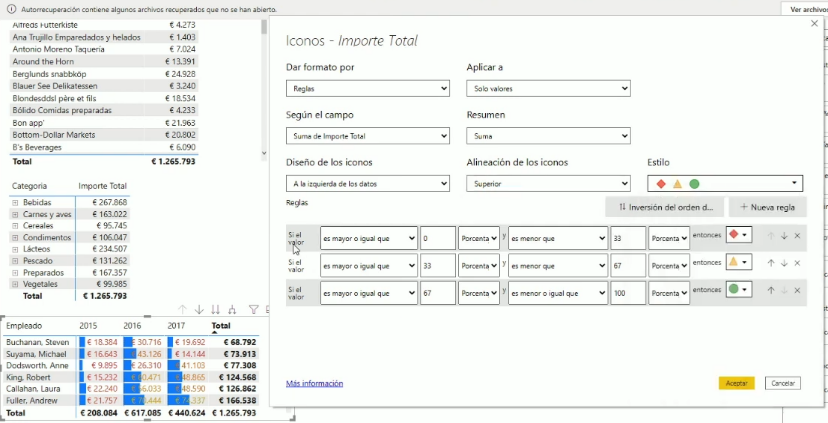 Autorrecuperación contiene algunos archivos recuperados que no se han abierto.
Ver archivos
Alfreds Futterkiste € 4.273
Ana Trujillo Emparedados y helados € 1.403
Antonio Moreno Taquería € 7.024
Around the Horn € 13.391
Berglunds snabbköp € 24.928
Blauer See Delikatessen € 3.240
Blondesddsl père et fils € 18.534
Bólido Comidas preparadas € 4.233
Bon app' € 21.963
Bottom-Dollar Markets € 20.802
B's Beverages € 6.090
Total € 1.265.793
Categoria Importe Total
Bebidas € 267.868
Carnes y aves € 163.022
Cereales € 95.745
Condimentos € 106.047
Lácteos € 234.507
Pescado € 131.262
Preparados € 167.357
Vegetales € 99.985
Total € 1.265.793
Empleado 2015 2016 2017 Total
Buchanan, Steven € 18.384 € 30.716 € 19.692 € 68.792
Suyama, Michael € 16.643 € 43.126 € 14.144 € 73.913
Dodsworth, Anne € 9.895 € 26.310 € 41.103 € 77.308
King, Robert € 15.232 € 60.471 € 48.865 € 124.568
Callahan, Laura € 22.240 € 56.033 € 48.590 € 126.862
Fuller, Andrew € 21.757 € 166.538
Total € 208.084 € 617.085 € 440.624 € 1.265.793
Iconos - Importe Total
Dar formato por Aplicar a
Reglas Solo valores
Según el campo Resumen
Suma de Importe Total Suma
Diseño de los iconos Alineación de los iconos Estilo
A la izquierda de los datos Superior
Reglas Inversión del orden d... + Nueva regla
Si el valor es mayor o igual que 0 Porcenta y es menor que 33 Porcenta entonces
Si el valor es mayor o igual que 33 Porcenta y es menor que 67 Porcenta entonces
Si el valor es mayor o igual que 67 Porcenta y es menor o igual que 100 Porcenta entonces
Más información
Aceptar Cancelar